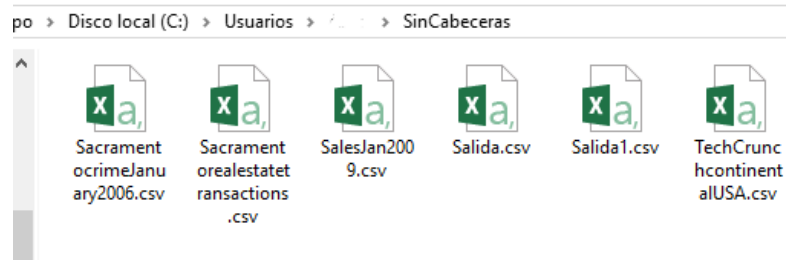 po > Disco local (C:) > Usuarios > > SinCabeceras
Sacrament
ocrimeJanu
ary2006.csv
Sacrament
orealestatet
ransactions
.csv
SalesJan200
9.csv
Salida.csv
Salida1.csv
TechCrunc
hcontinent
alUSA.csv